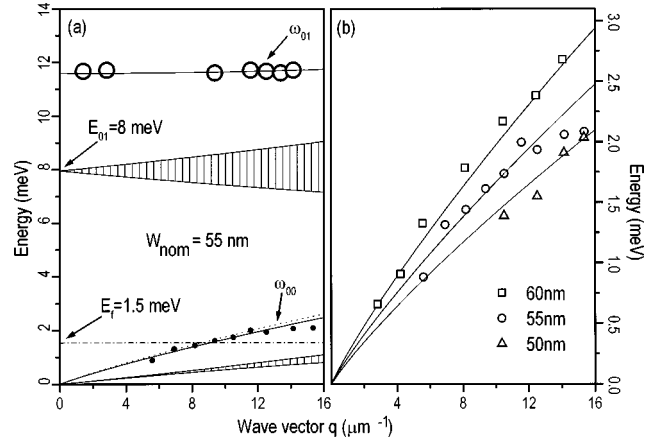 (a)
(b)
14
12
10
8
6
4
2
0
Energy (meV)
ω01
E01=8 meV
Wnom = 55 nm
Ef=1.5 meV
ω00
0
4
8
12
16
4
8
12
16
Wave vector q (μm-1)
3.0
2.5
2.0
1.5
1.0
0.5
0.0
Energy (meV)
60nm
55nm
50nm